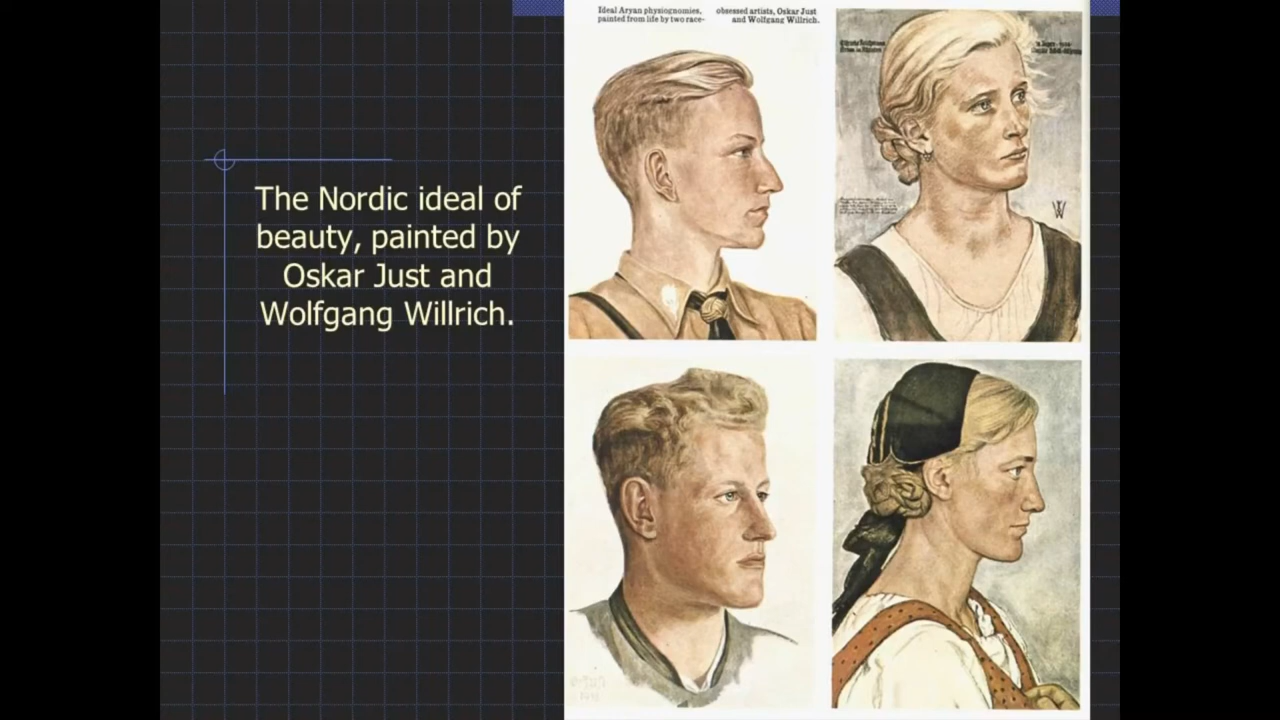 The Nordic ideal of
beauty, painted by
Oskar Just and
Wolfgang Willrich.
Ideal Aryan physiognomies,
painted from life by two race-
obsessed artists, Oskar Just
and Wolfgang Willrich.